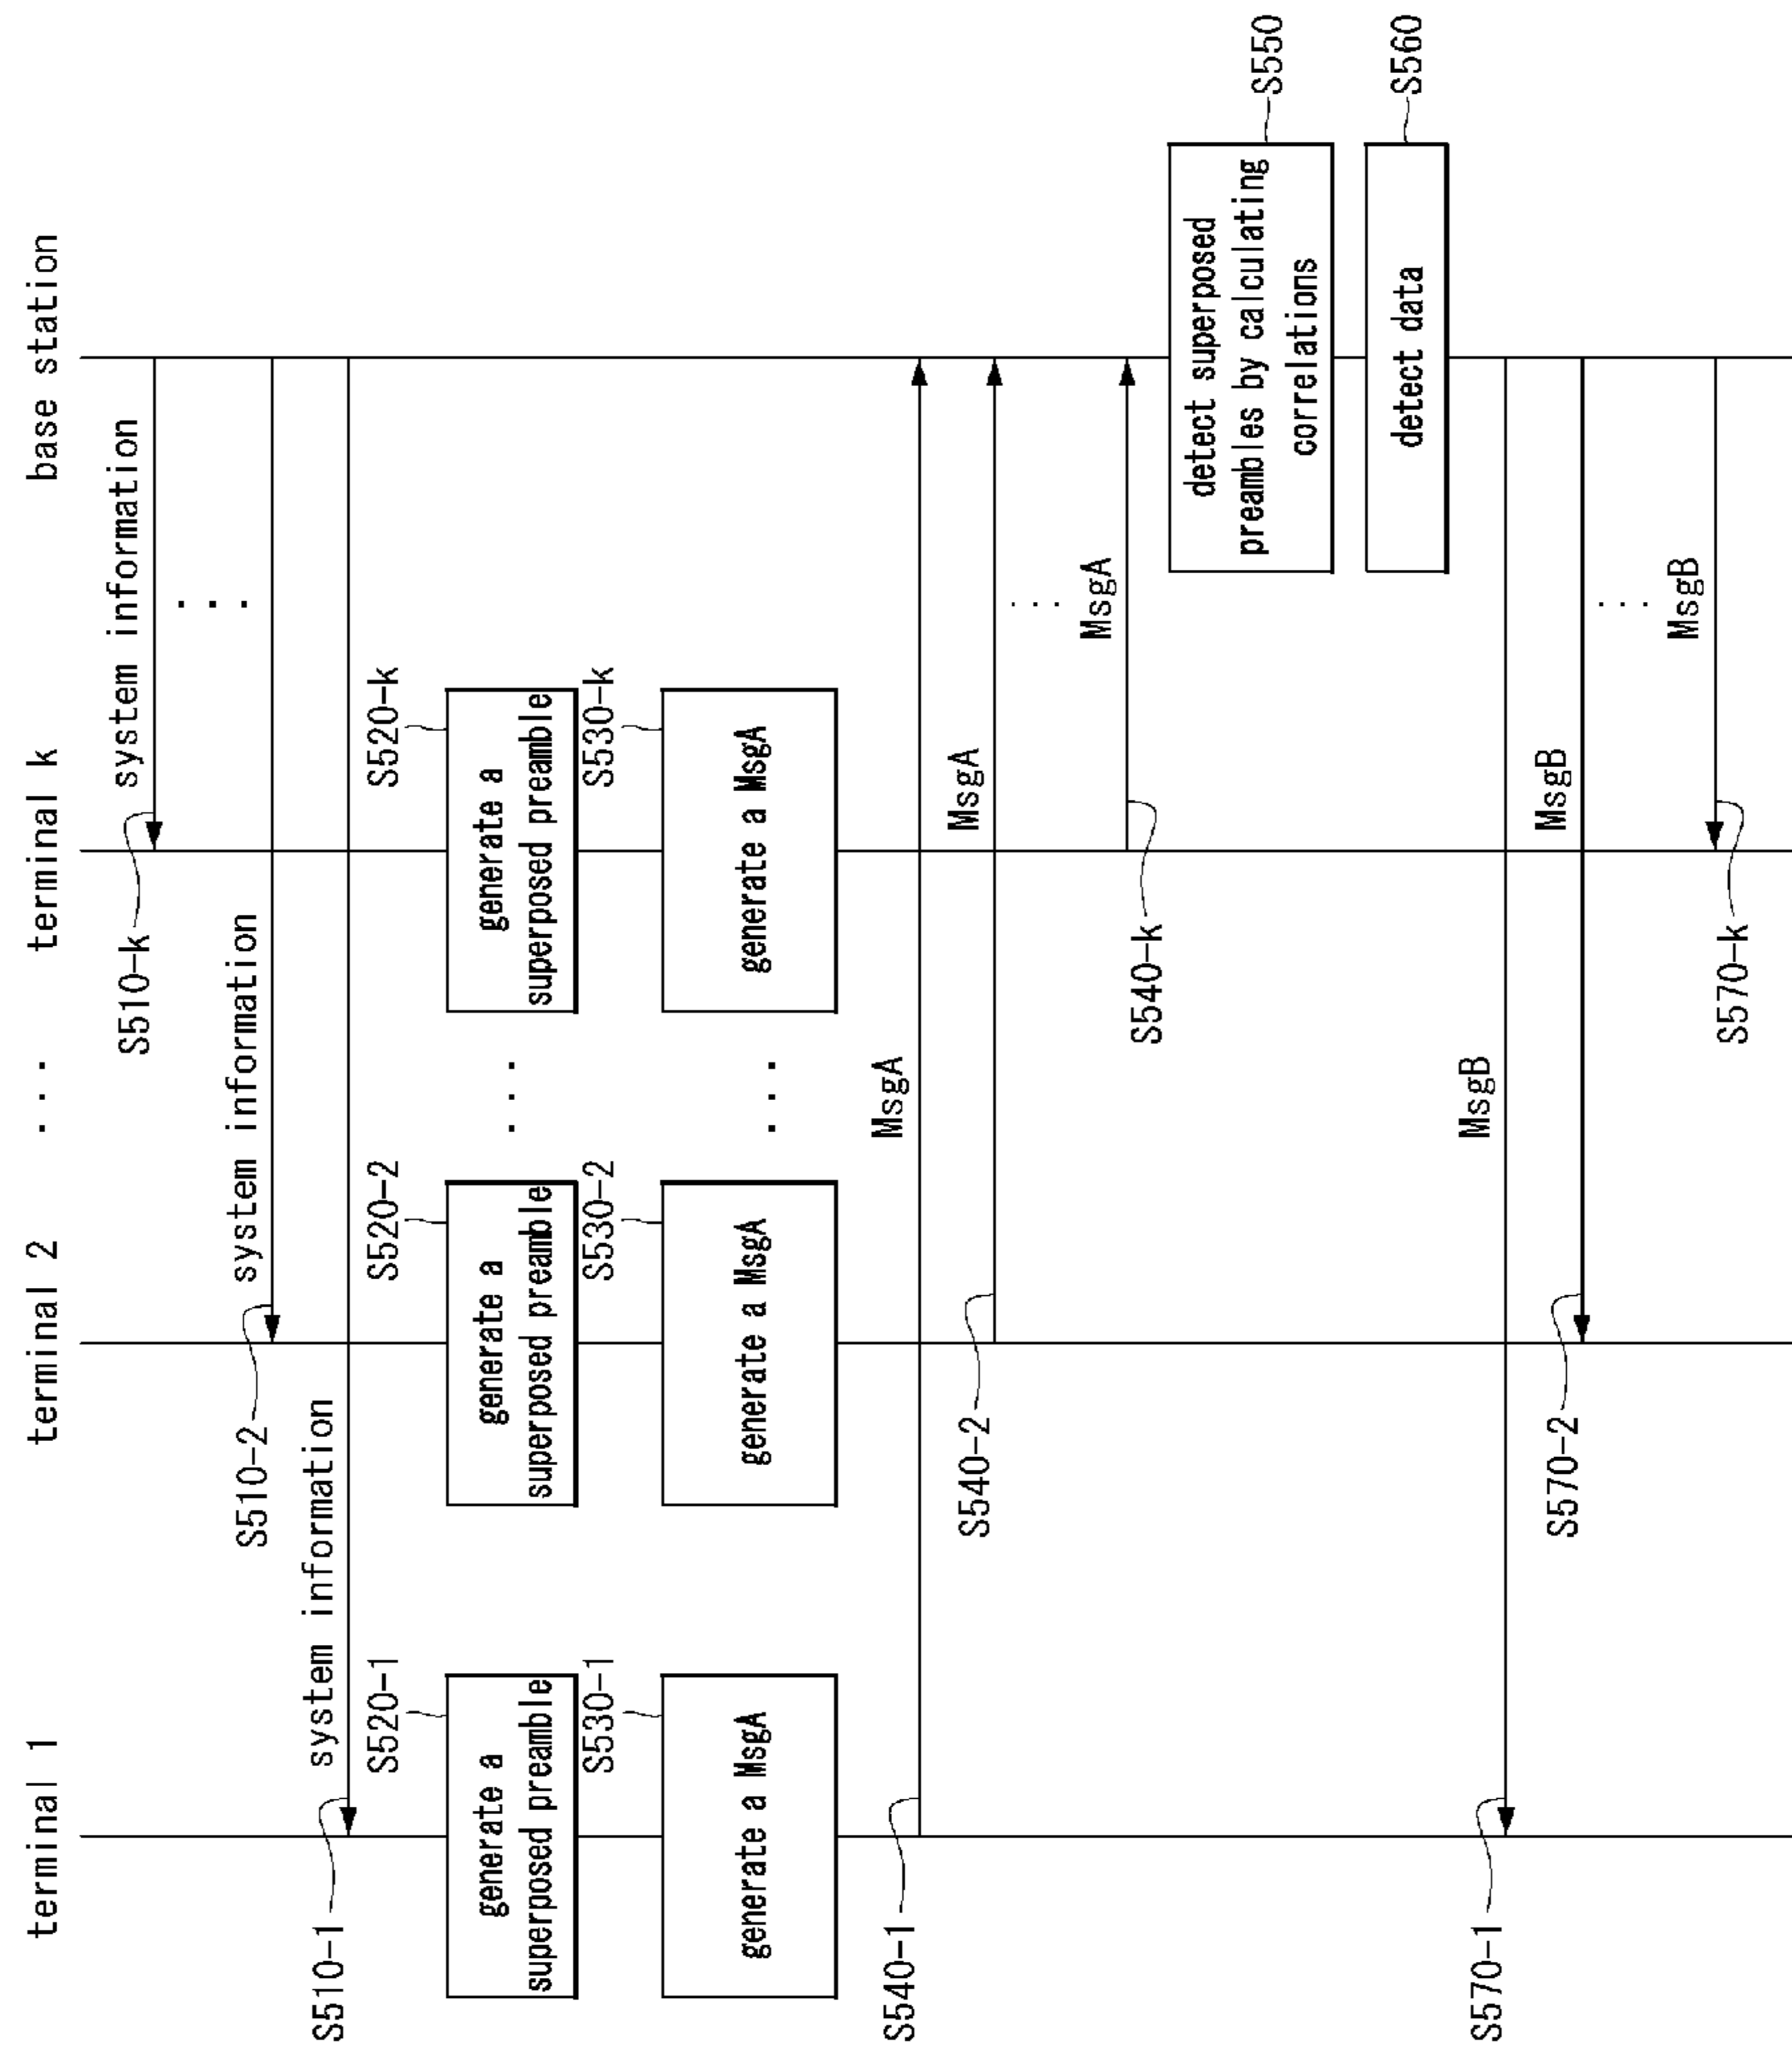 terminal 1
terminal 2
. . .
terminal k
base station
system information
S510-k
. . .
system information
S510-2
system information
S510-1
S520-1
S520-2
S520-k
generate a
superposed preamble
generate a
superposed preamble
. . .
generate a
superposed preamble
S530-1
S530-2
S530-k
generate a MsgA
generate a MsgA
. . .
generate a MsgA
MsgA
S540-1
MsgA
S540-2
. . .
MsgA
S540-k
detect superposed
preambles by calculating
correlations
S550
detect data
S560
MsgB
S570-1
MsgB
S570-2
. . .
MsgB
S570-k